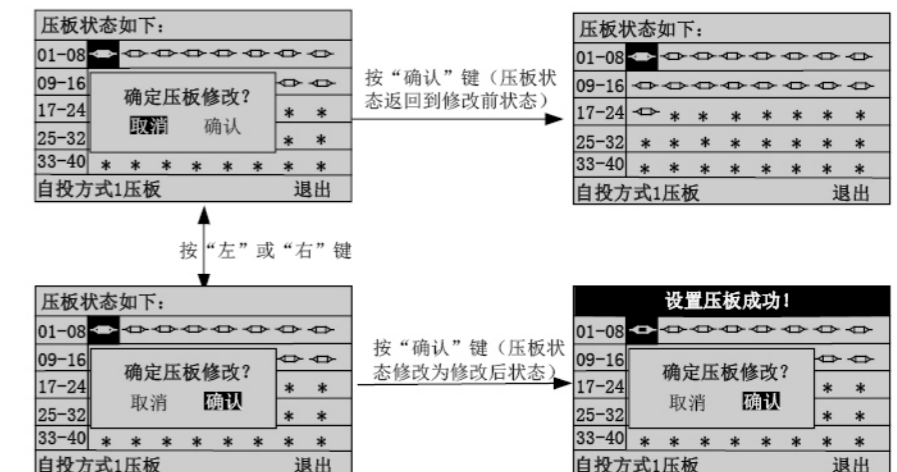 压板状态如下:
01-08
09-16
17-24 * *
25-32 * *
33-40 * * * * * * * *
确定压板修改?
取消 确认
自投方式1压板 退出
按“确认”键（压板状
态返回到修改前状态）
压板状态如下:
01-08
09-16
17-24 * * * * * * *
25-32 * * * * * * * *
33-40 * * * * * * * *
自投方式1压板 退出
按“左”或“右”键
压板状态如下:
01-08
09-16
17-24 * *
25-32 * *
33-40 * * * * * * * *
确定压板修改?
取消 确认
自投方式1压板 退出
按“确认”键（压板状
态修改为修改后状态）
设置压板成功!
01-08
09-16
17-24 * *
25-32 * *
33-40 * * * * * * * *
确定压板修改?
取消 确认
自投方式1压板 退出